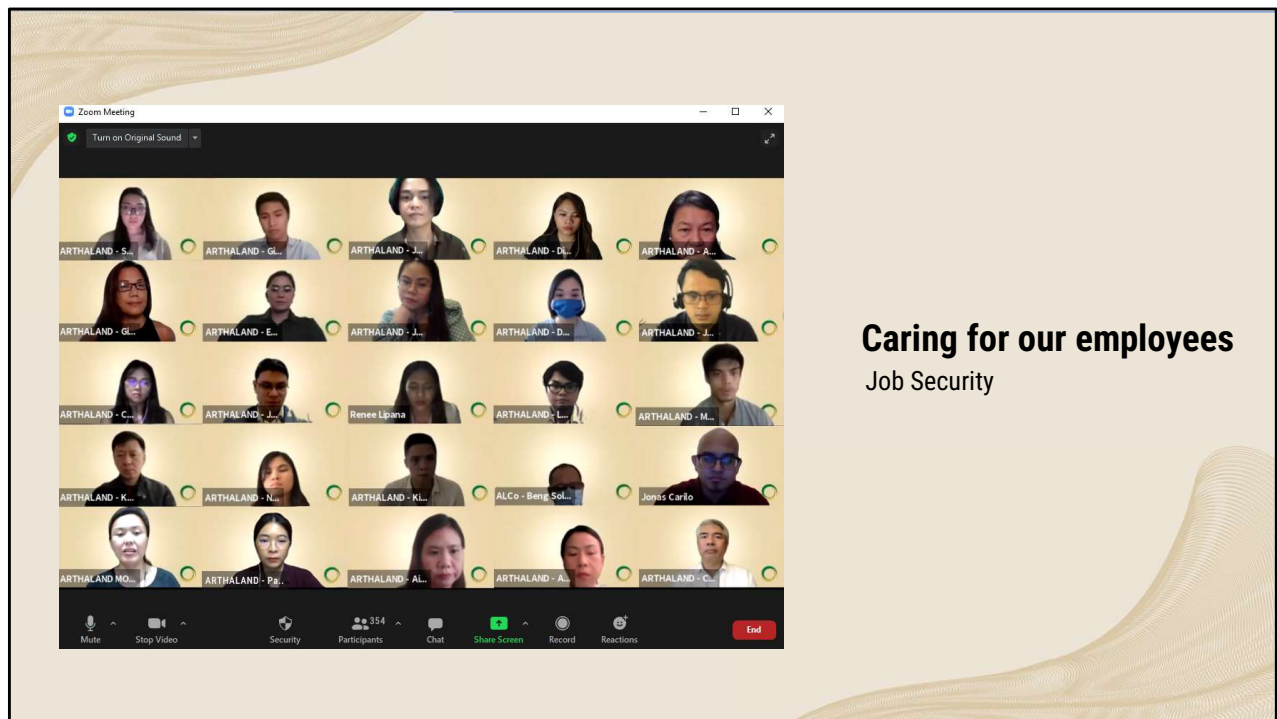 Zoom Meeting
Turn on Original Sound
ARTHALAND - S...
ARTHALAND - Gi...
ARTHALAND - J...
ARTHALAND - Di...
ARTHALAND - A...
ARTHALAND - Gi...
ARTHALAND - E...
ARTHALAND - J...
ARTHALAND - D...
ARTHALAND - J...
ARTHALAND - C...
ARTHALAND - J...
Renee Lipana
ARTHALAND - L...
ARTHALAND - M...
ARTHALAND - K...
ARTHALAND - N...
ARTHALAND - Ki...
ALCo - Beng Sol...
Jonas Carilo
ARTHALAND MO...
ARTHALAND - Pa..
ARTHALAND - Ai...
ARTHALAND - A...
ARTHALAND - C...
Mute
Stop Video
Security
354
Participants
Chat
Share Screen
Record
Reactions
End
Caring for our employees
Job Security